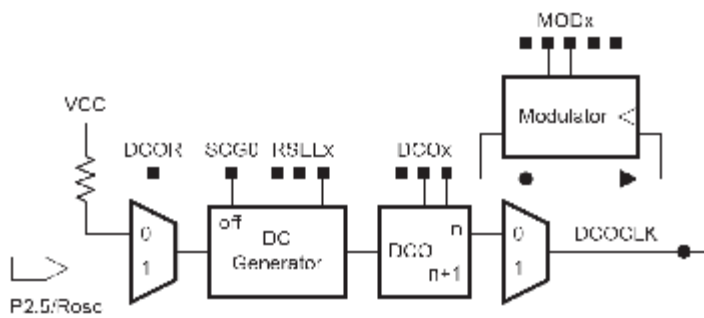 MODx
VCC
Modulator
DCOR
SCG0
RSELx
DCOx
off
n
0
DC
0
DCOCLK
DCO
1
Generator
n+1
1
P2.5/Rosc